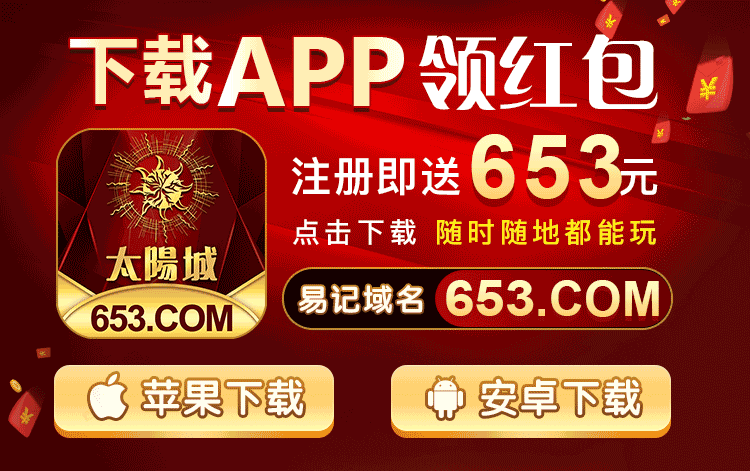 下载APP 领红包
注册即送653元
点击下载 随时随地都能玩
太陽城
653.COM
易记域名 653.COM
苹果下载
安卓下载